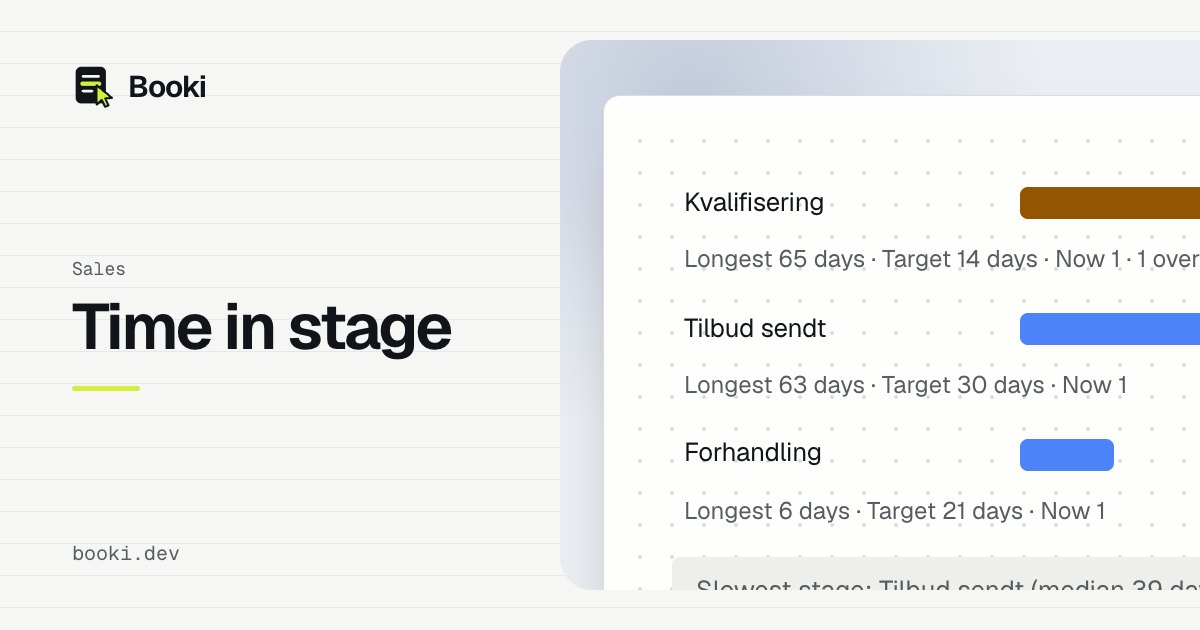 Booki
Sales
Time in stage
booki.dev
Kvalifisering
Longest 65 days · Target 14 days · Now 1 · 1 over
Tilbud sendt
Longest 63 days · Target 30 days · Now 1
Forhandling
Longest 6 days · Target 21 days · Now 1
Slowest stage: Tilbud sendt (median 39